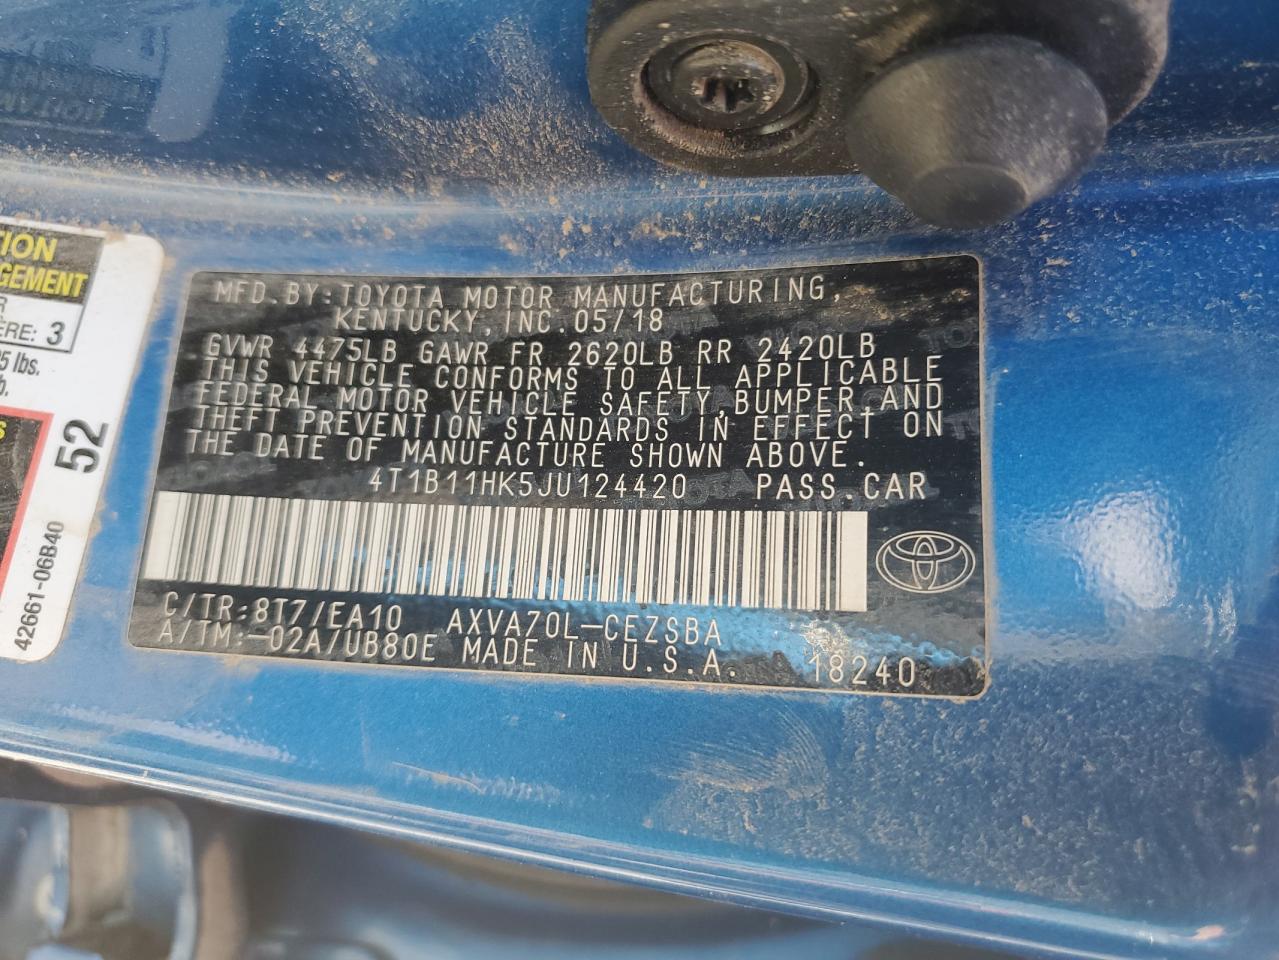 MFD.BY:TOYOTA MOTOR MANUFACTURING,
KENTUCKY,INC.05/18
GVWR 4475LB GAWR FR 2620LB RR 2420LB
THIS VEHICLE CONFORMS TO ALL APPLICABLE
FEDERAL MOTOR VEHICLE SAFETY,BUMPER,AND
THEFT PREVENTION STANDARDS IN EFFECT ON
THE DATE OF MANUFACTURE SHOWN ABOVE.
4T1B11HK5JU124420 PASS.CAR
C/TR:8T7/EA10 AXVA70L-CEZSBA
A/TM:-02A/UB80E MADE IN U.S.A. 18240
ERE: 3
lbs.
52
42661-06B40